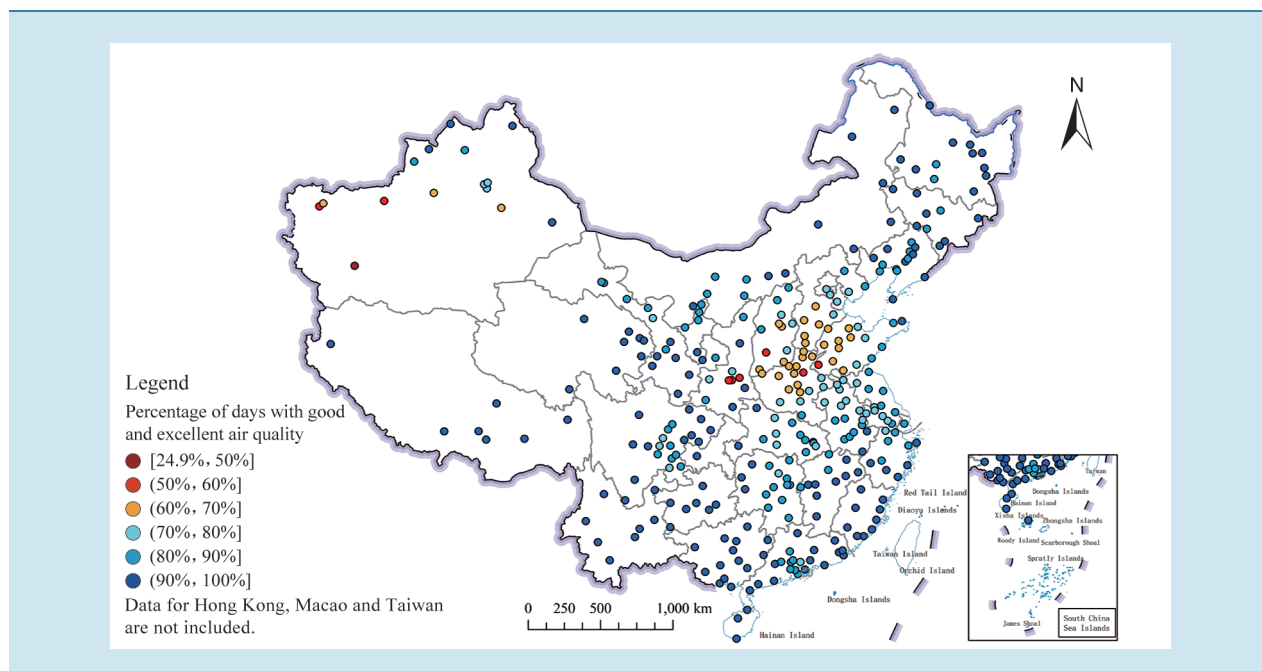 N
Legend
Percentage of days with good
and excellent air quality
[24.9%，50%]
(50%，60%]
(60%，70%]
(70%，80%]
(80%，90%]
(90%，100%]
Data for Hong Kong, Macao and Taiwan
are not included.
0 250 500 1,000 km
Red Tail Island
Diaoyu Islands
Taiwan Island
Orchid Island
Dongsha Islands
Hainan Island
Taiwan
Dongsha Islands
Hainan Island
Xisha Islands
Zhongsha Islands
Woody Island
Scarborough Shoal
Spratly Islands
James Shoal
South China
Sea Islands